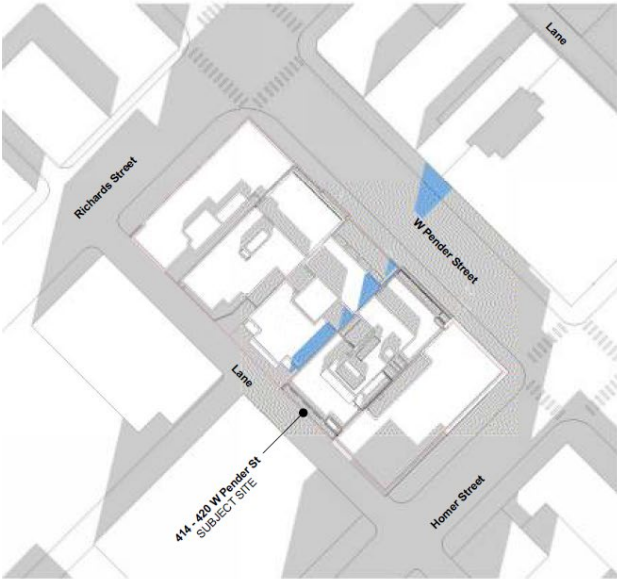 Lane
Richards Street
W Pender Street
Lane
414 - 420 W Pender St
SUBJECT SITE
Homer Street